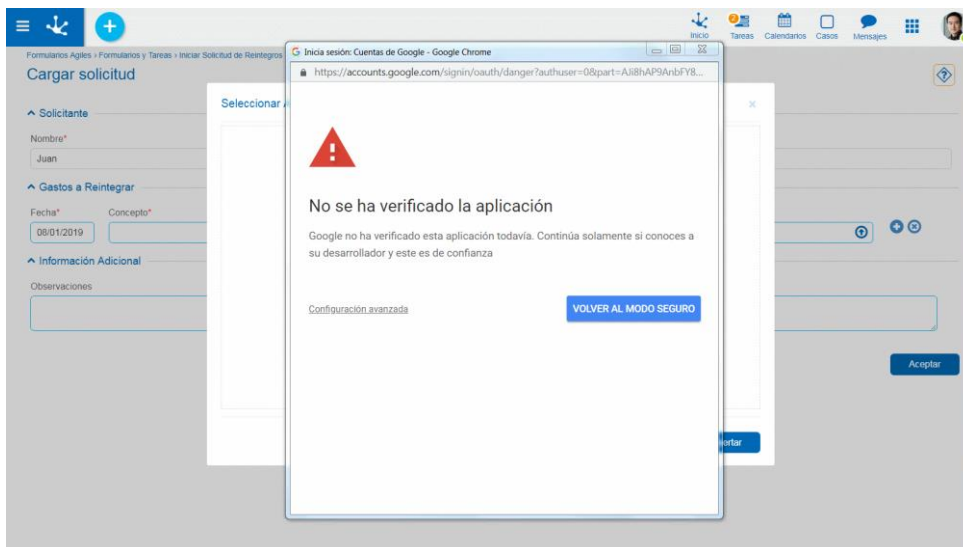 Inicio
Tareas
Calendarios
Casos
Mensajes
Formularios Agiles › Formularios y Tareas › Iniciar Solicitud de Reintegros
Cargar solicitud
Solicitante
Nombre*
Juan
Gastos a Reintegrar
Fecha*
Concepto*
08/01/2019
Información Adicional
Observaciones
Aceptar
Seleccionar
G Inicia sesión: Cuentas de Google - Google Chrome
https://accounts.google.com/signin/oauth/danger?authuser=0&part=AJi8hAP9AnbFY8...
No se ha verificado la aplicación
Google no ha verificado esta aplicación todavía. Continúa solamente si conoces a
su desarrollador y este es de confianza
Configuración avanzada
VOLVER AL MODO SEGURO